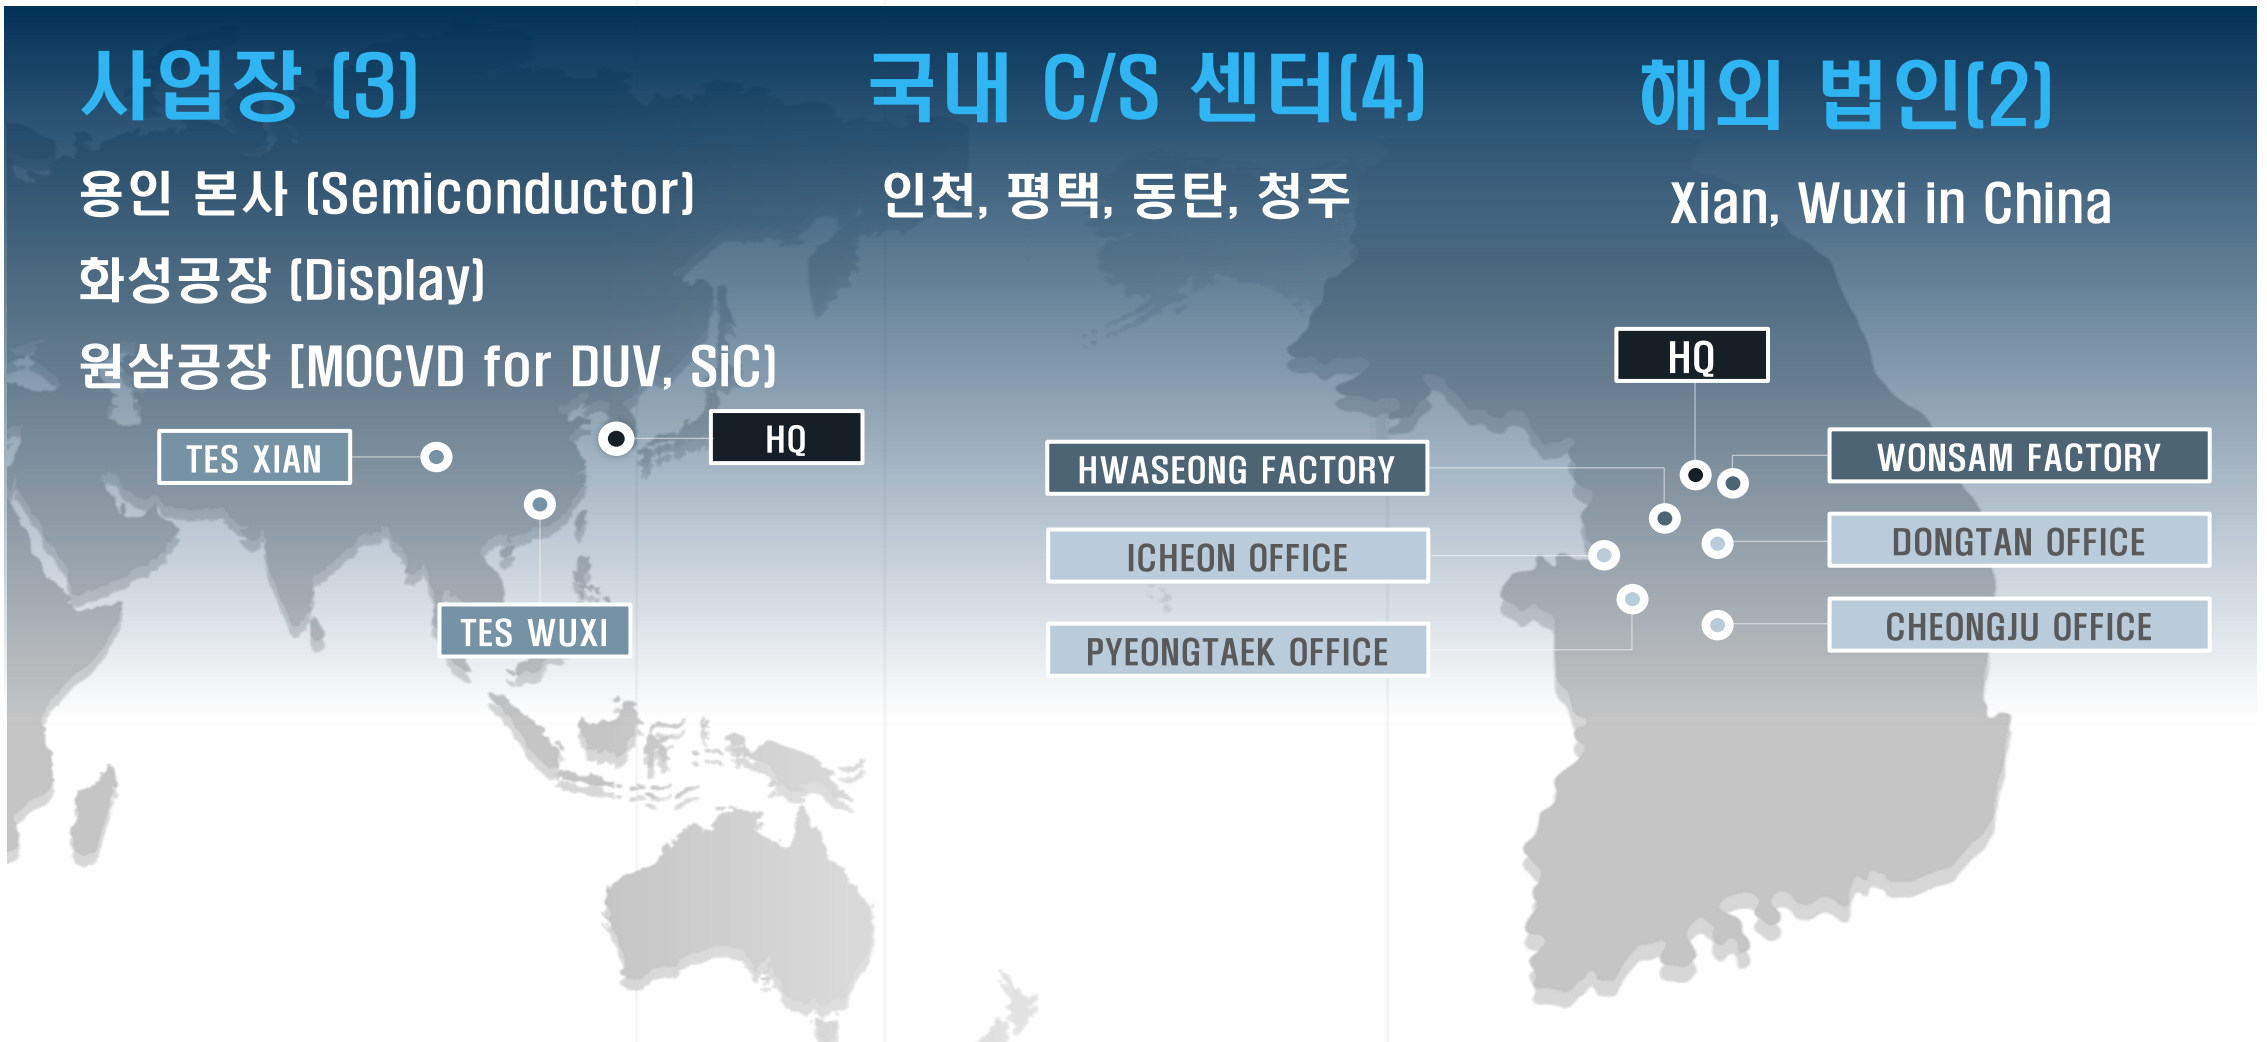 사업장 (3)
용인 본사 (Semiconductor)
화성공장 (Display)
원삼공장 [MOCVD for DUV, SiC)
국내 C/S 센터(4)
인천, 평택, 동탄, 청주
해외 법인(2)
Xian, Wuxi in China
TES XIAN
HQ
TES WUXI
HQ
HWASEONG FACTORY
WONSAM FACTORY
ICHEON OFFICE
DONGTAN OFFICE
PYEONGTAEK OFFICE
CHEONGJU OFFICE